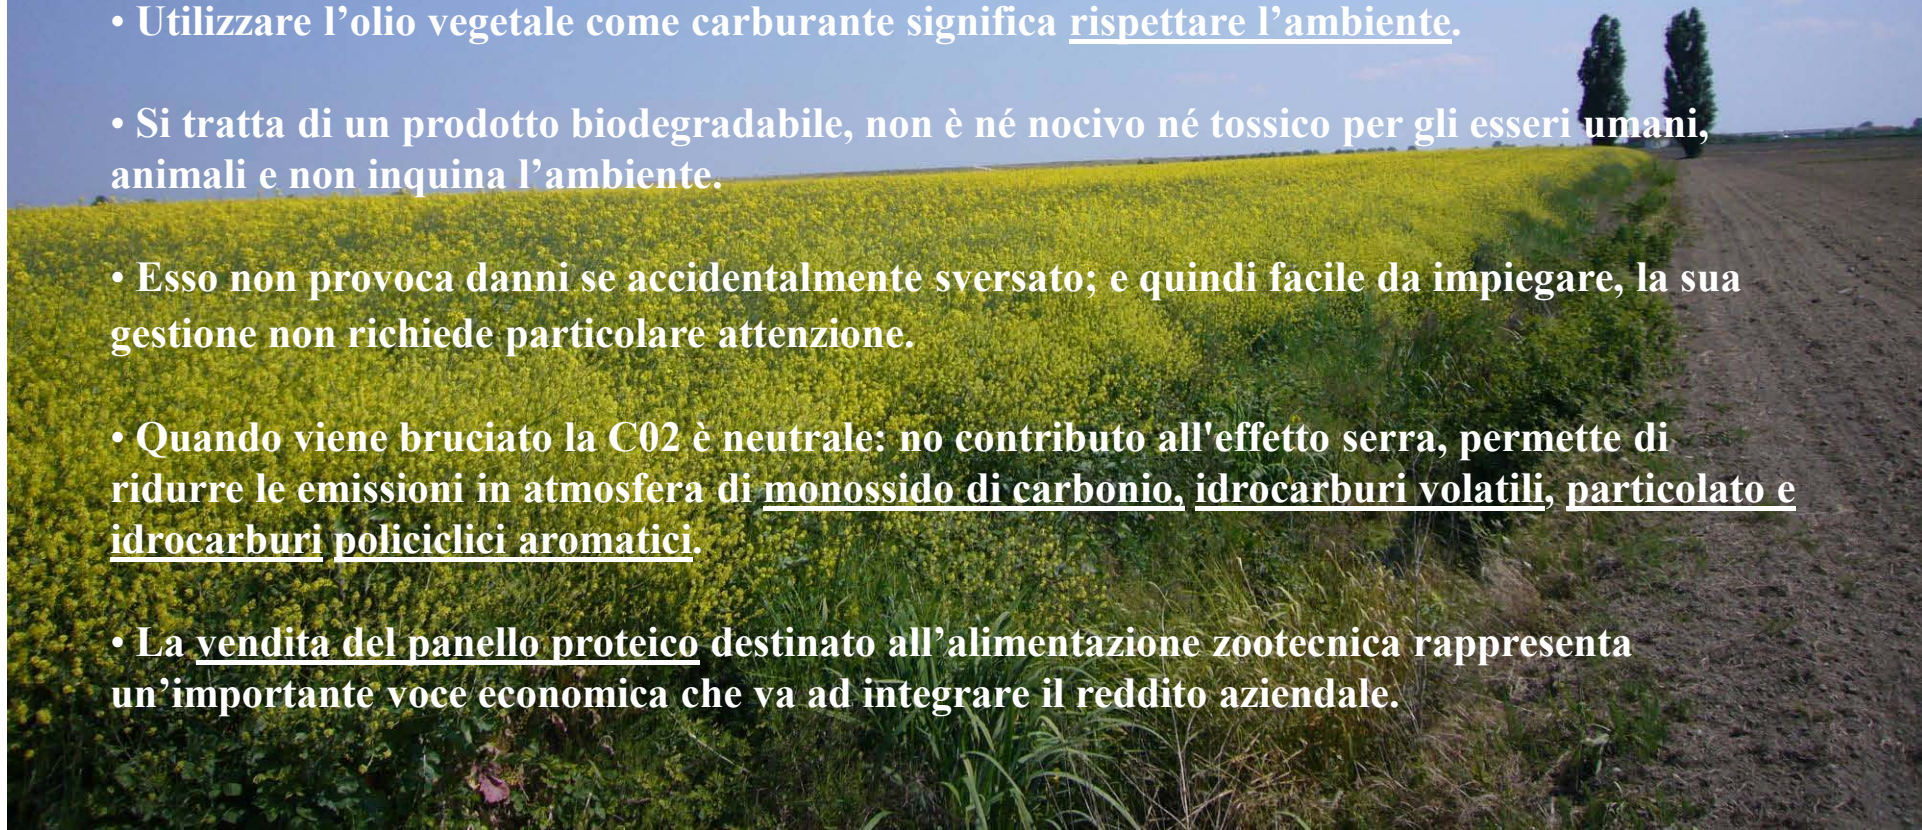 • Utilizzare l’olio vegetale come carburante significa rispettare l’ambiente.
• Si tratta di un prodotto biodegradabile, non è né nocivo né tossico per gli esseri umani,
animali e non inquina l’ambiente.
• Esso non provoca danni se accidentalmente sversato; e quindi facile da impiegare, la sua
gestione non richiede particolare attenzione.
• Quando viene bruciato la C02 è neutrale: no contributo all'effetto serra, permette di
ridurre le emissioni in atmosfera di monossido di carbonio, idrocarburi volatili, particolato e
idrocarburi policiclici aromatici.
• La vendita del panello proteico destinato all’alimentazione zootecnica rappresenta
un’importante voce economica che va ad integrare il reddito aziendale.